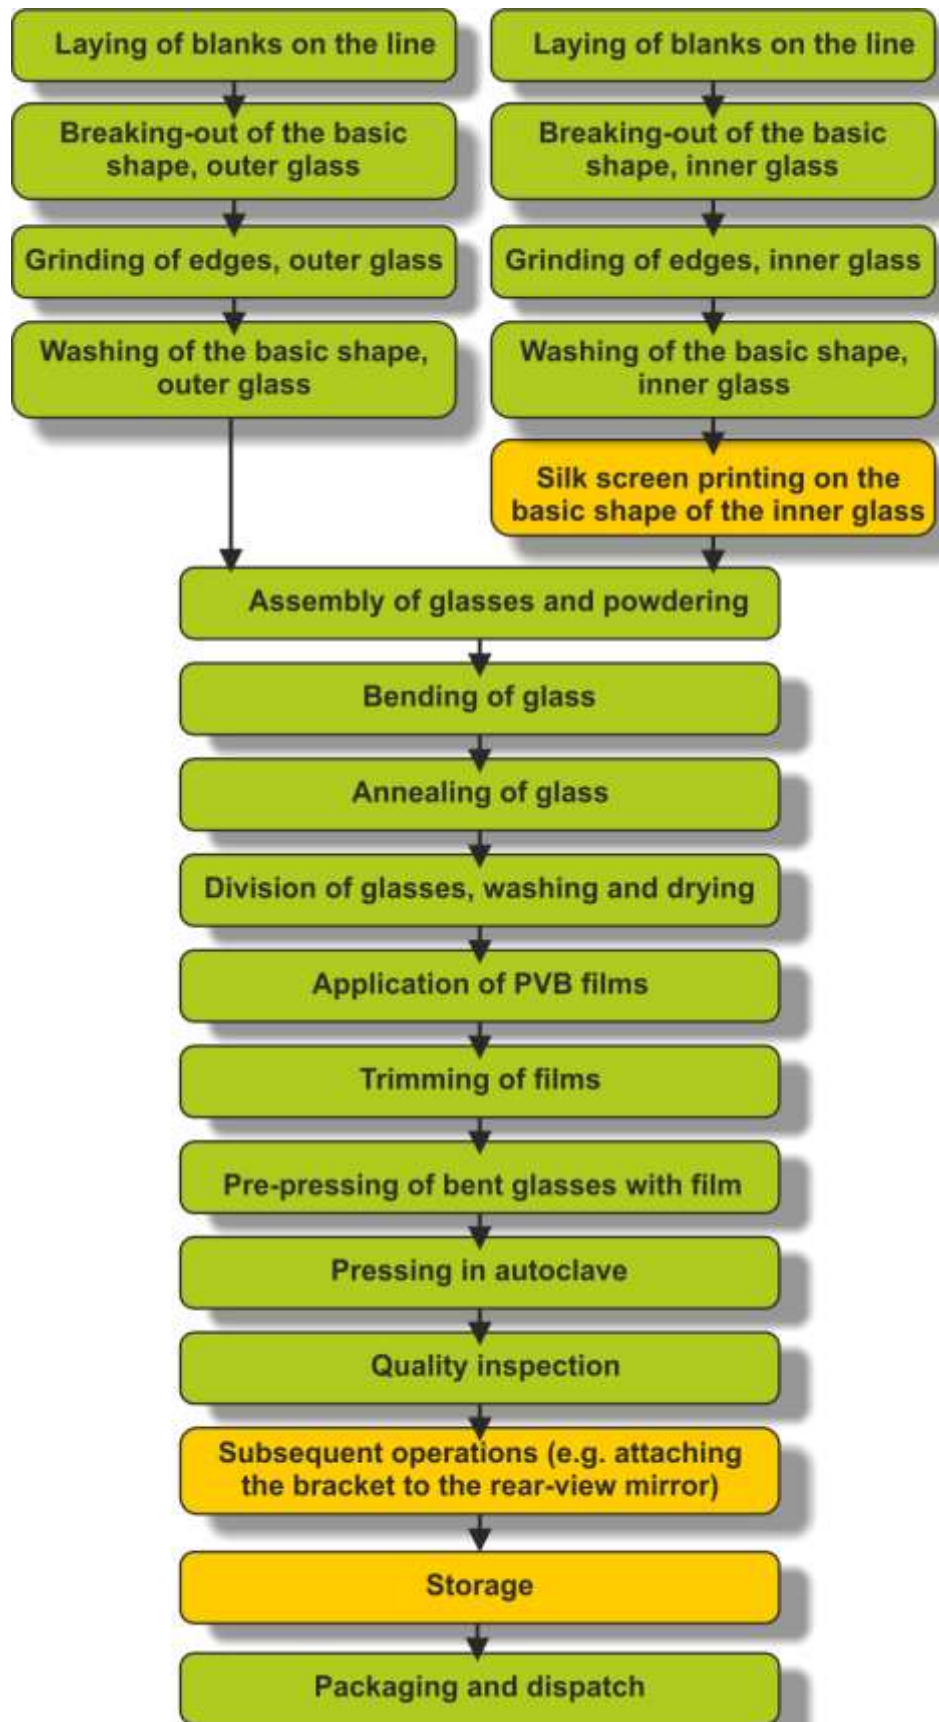 Laying of blanks on the line
Breaking-out of the basic
shape, outer glass
Grinding of edges, outer glass
Washing of the basic shape,
outer glass
Laying of blanks on the line
Breaking-out of the basic
shape, inner glass
Grinding of edges, inner glass
Washing of the basic shape,
inner glass
Silk screen printing on the
basic shape of the inner glass
Assembly of glasses and powdering
Bending of glass
Annealing of glass
Division of glasses, washing and drying
Application of PVB films
Trimming of films
Pre-pressing of bent glasses with film
Pressing in autoclave
Quality inspection
Subsequent operations (e.g. attaching
the bracket to the rear-view mirror)
Storage
Packaging and dispatch